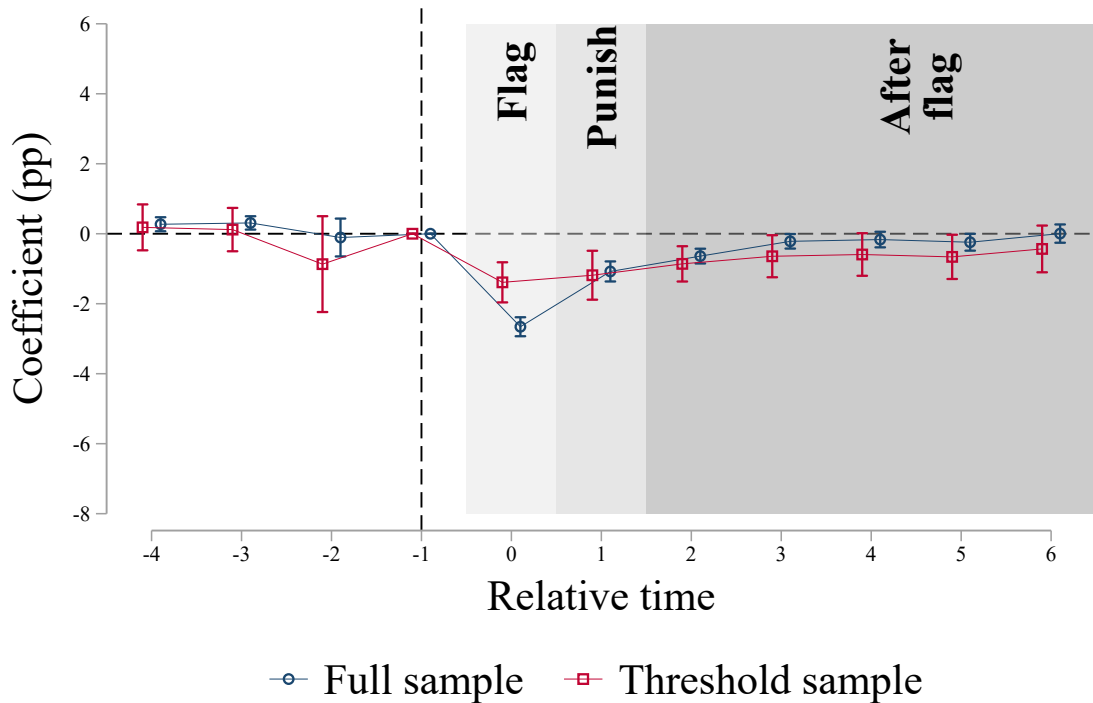 Coefficient (pp)
6
4
2
0
-2
-4
-6
-8
Flag
Punish
After
flag
-4 -3 -2 -1 0 1 2 3 4 5 6
Relative time
Full sample Threshold sample